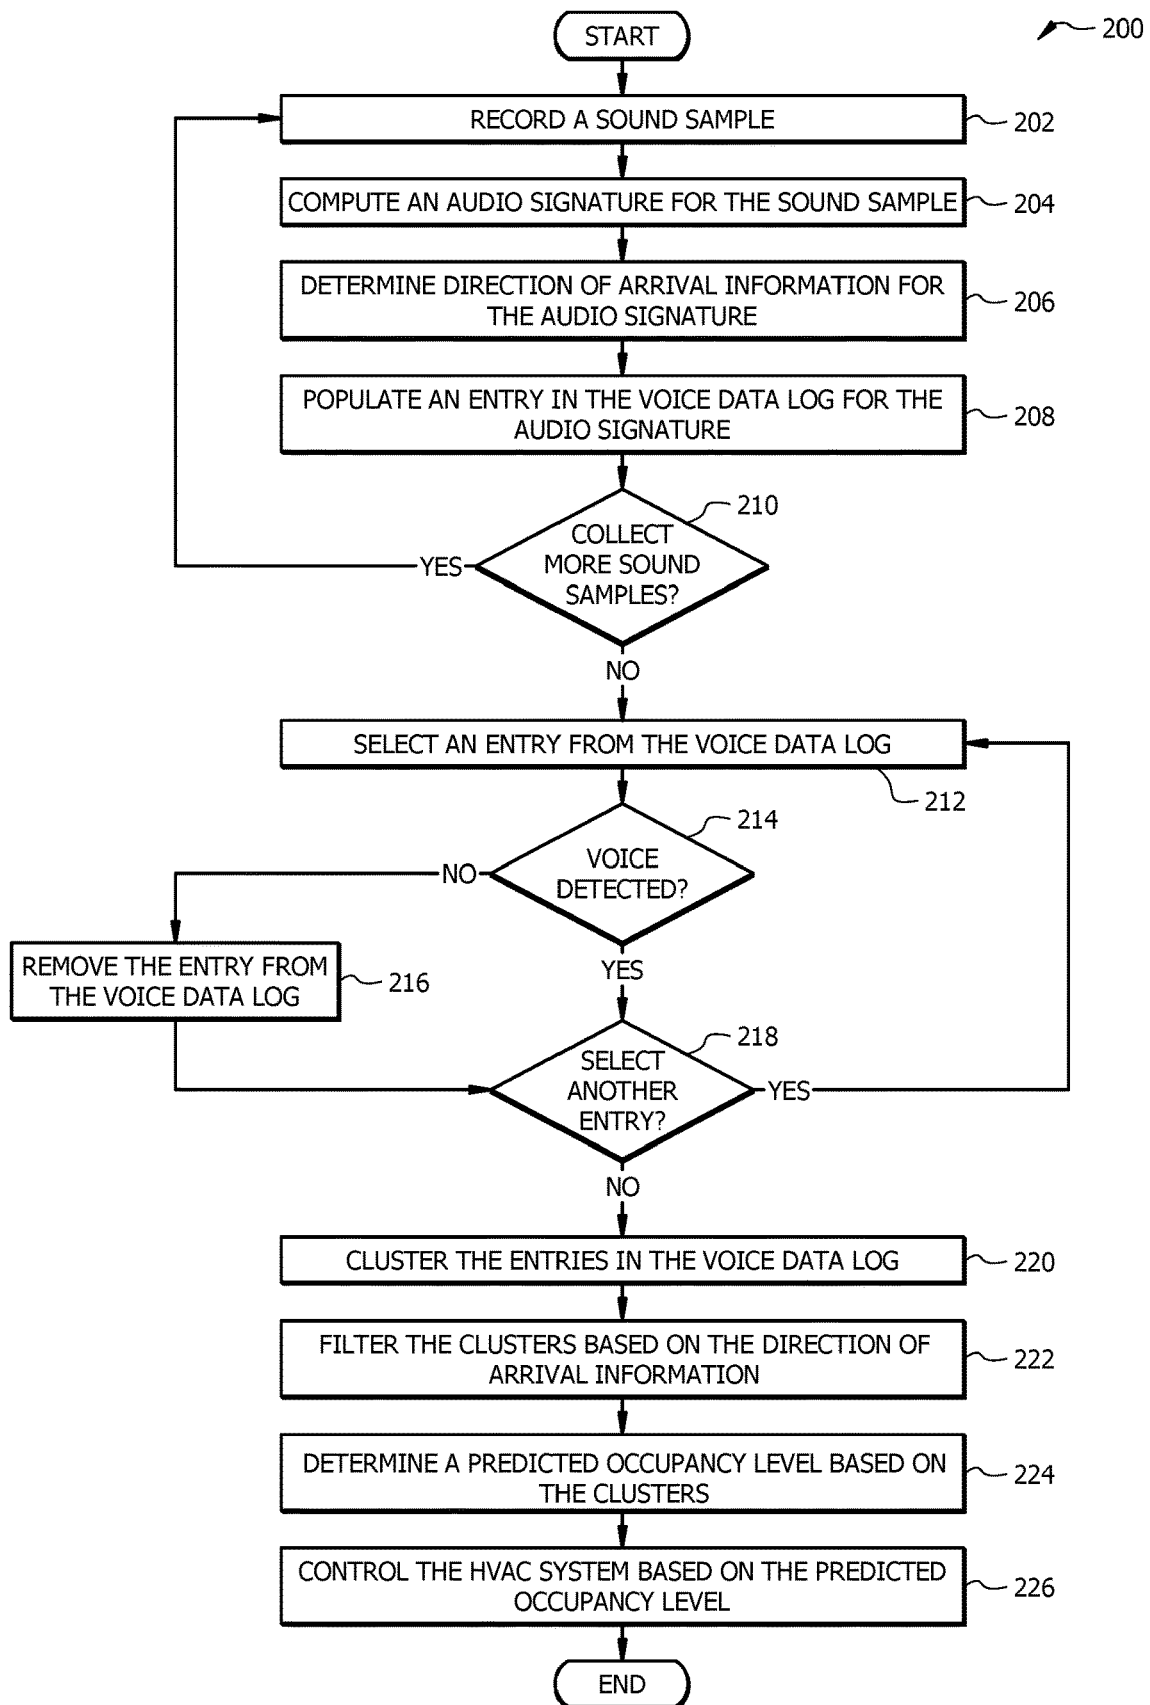 START
200
RECORD A SOUND SAMPLE
202
COMPUTE AN AUDIO SIGNATURE FOR THE SOUND SAMPLE
204
DETERMINE DIRECTION OF ARRIVAL INFORMATION FOR
THE AUDIO SIGNATURE
206
POPULATE AN ENTRY IN THE VOICE DATA LOG FOR THE
AUDIO SIGNATURE
208
210
COLLECT
MORE SOUND
SAMPLES?
YES
NO
SELECT AN ENTRY FROM THE VOICE DATA LOG
212
214
VOICE
DETECTED?
NO
YES
REMOVE THE ENTRY FROM
THE VOICE DATA LOG
216
218
SELECT
ANOTHER
ENTRY?
YES
NO
CLUSTER THE ENTRIES IN THE VOICE DATA LOG
220
FILTER THE CLUSTERS BASED ON THE DIRECTION OF
ARRIVAL INFORMATION
222
DETERMINE A PREDICTED OCCUPANCY LEVEL BASED ON
THE CLUSTERS
224
CONTROL THE HVAC SYSTEM BASED ON THE PREDICTED
OCCUPANCY LEVEL
226
END